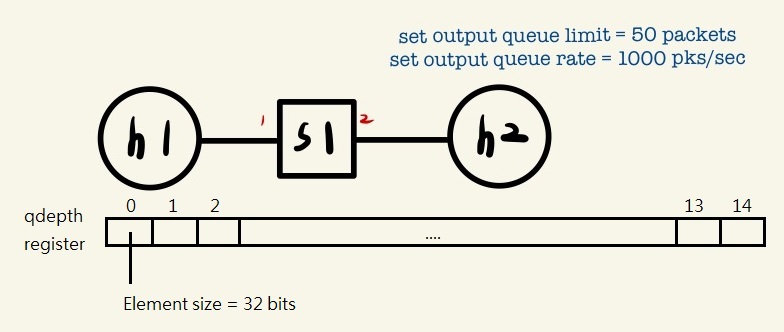 set output queue limit = 50 packets
set output queue rate = 1000 pks/sec
h1
1
S1
2
h2
qdepth
register
0 1 2 13 14
....
Element size = 32 bits